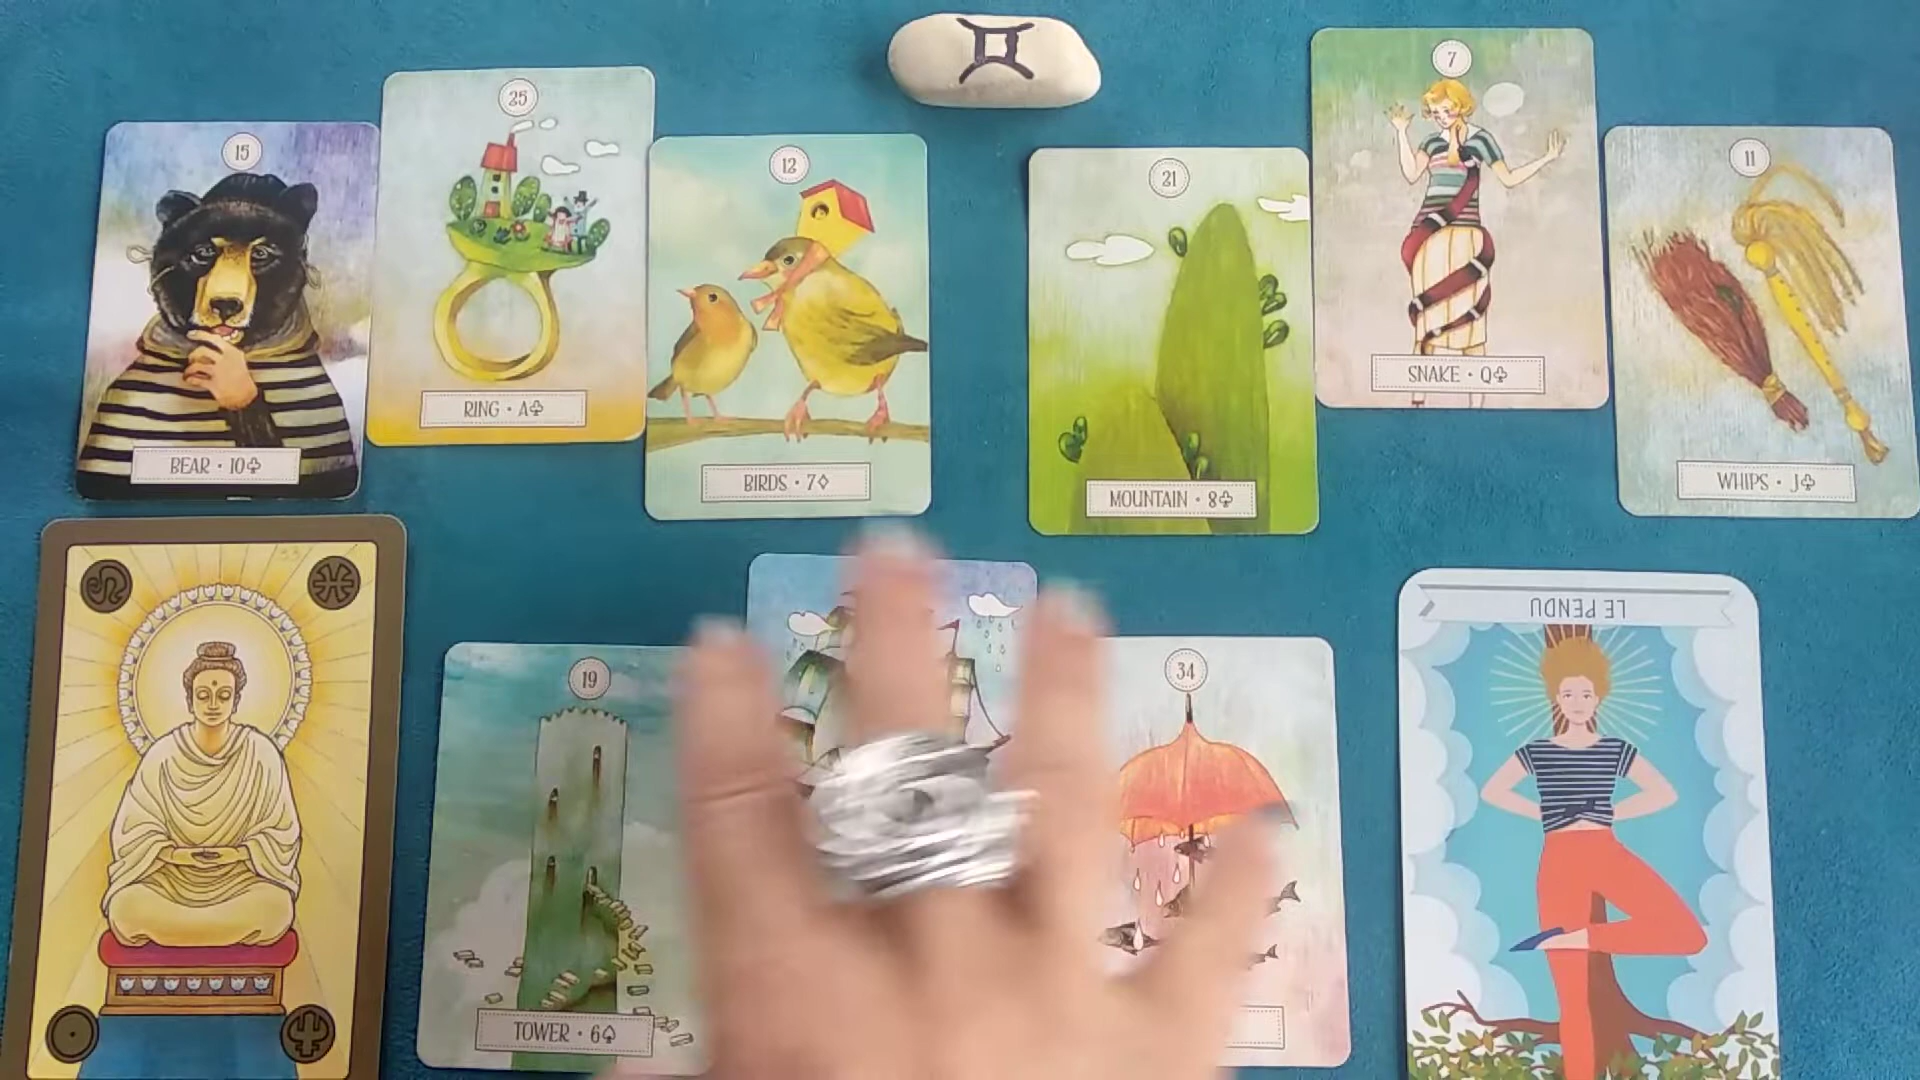 15
BEAR · 10♣
25
RING · A♣
12
BIRDS · 7♦
21
MOUNTAIN · 8♣
7
SNAKE · Q♣
11
WHIPS · J♣
33
19
TOWER · 6♠
34
LE PENDU